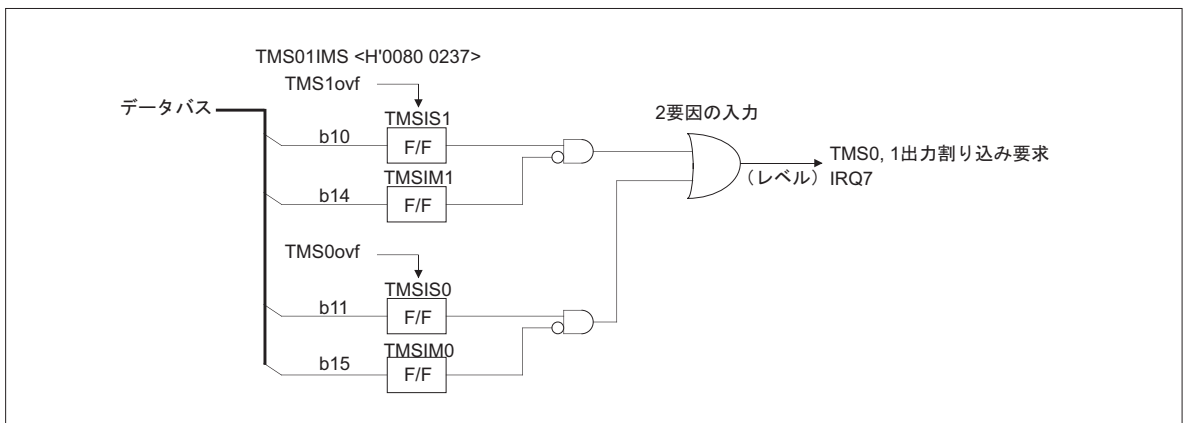 TMS01IMS <H'0080 0237>
TMS1ovf
データバス
TMSIS1
2要因の入力
b10
F/F
TMS0, 1出力割り込み要求
TMSIM1
(レベル) IRQ7
b14
F/F
TMS0ovf
TMSIS0
b11
F/F
TMSIM0
b15
F/F